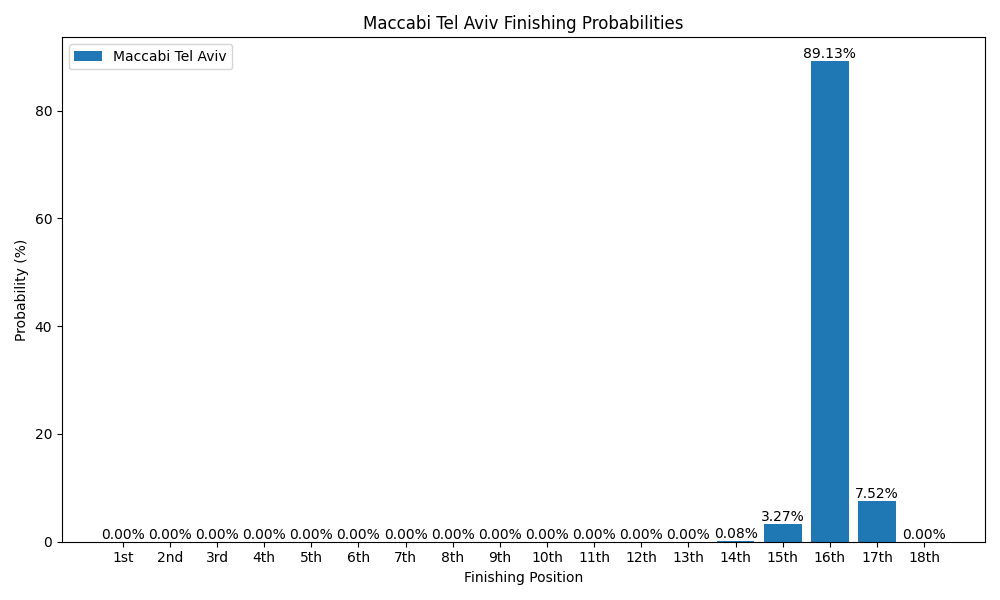 Maccabi Tel Aviv Finishing Probabilities
Maccabi Tel Aviv
Probability (%)
80
60
40
20
0
0.00% 0.00% 0.00% 0.00% 0.00% 0.00% 0.00% 0.00% 0.00% 0.00% 0.00% 0.00% 0.00% 0.08% 3.27% 89.13% 7.52% 0.00%
1st 2nd 3rd 4th 5th 6th 7th 8th 9th 10th 11th 12th 13th 14th 15th 16th 17th 18th
Finishing Position